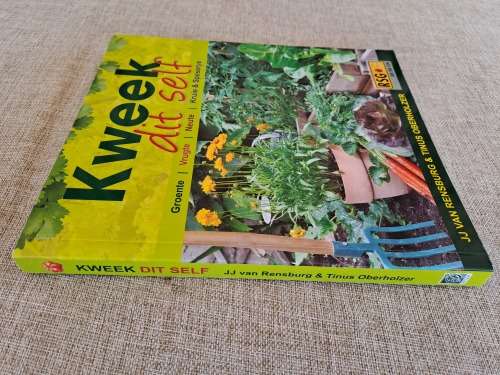 Kweek
dit self
Groente | Vrugte | Neute | Kruie & Speserye
RSG
JJ VAN RENSBURG & TINUS OBERHOLZER
KWEEK DIT SELF JJ van Rensburg & Tinus Oberholzer